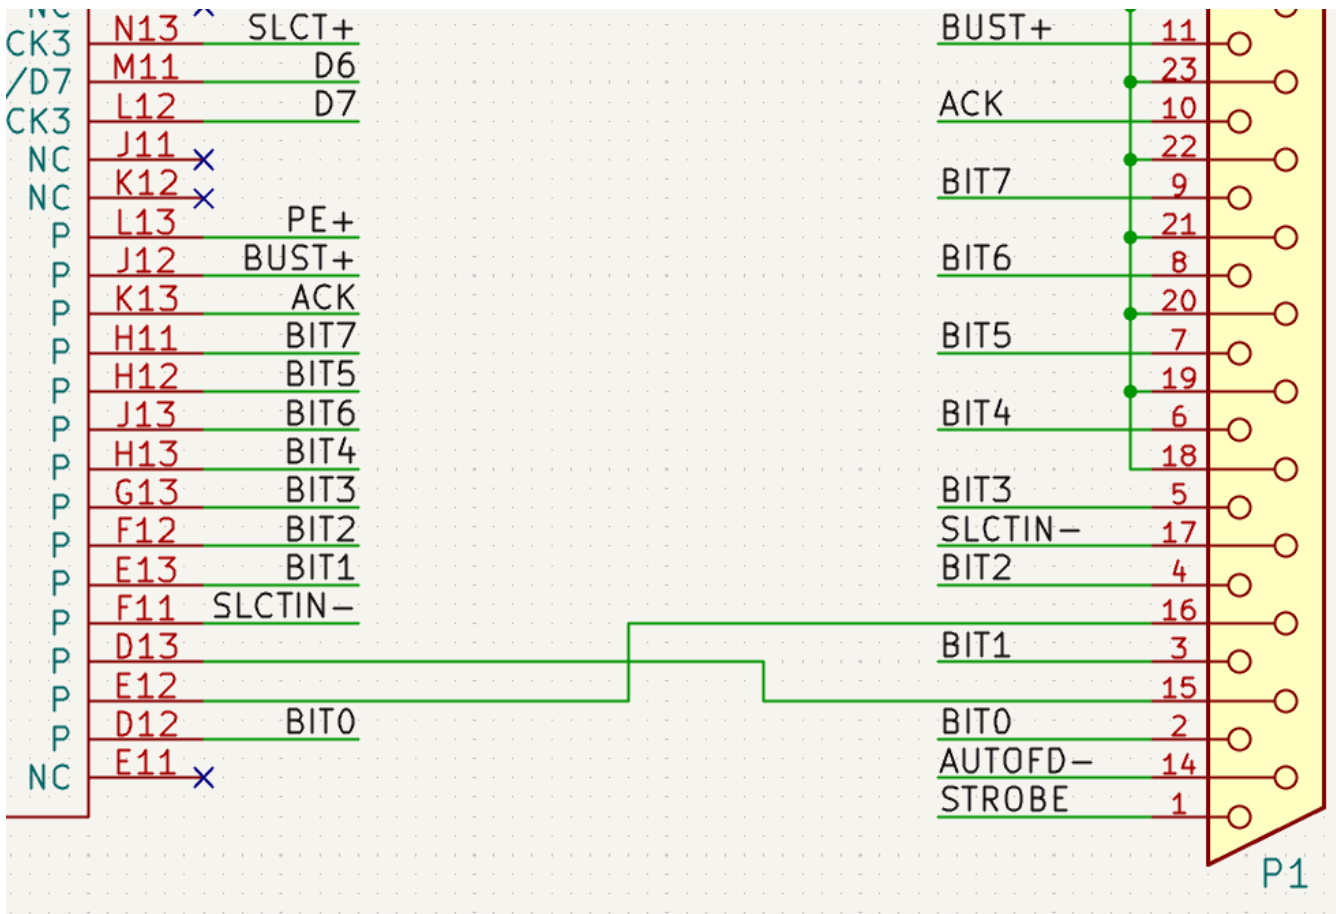 NC
CK3 N13 SLCT+ BUST+ 11
/D7 M11 D6 23
CK3 L12 D7 ACK 10
NC J11 22
NC K12 BIT7 9
P L13 PE+ 21
P J12 BUST+ BIT6 8
P K13 ACK 20
P H11 BIT7 BIT5 7
P H12 BIT5 19
P J13 BIT6 BIT4 6
P H13 BIT4 18
P G13 BIT3 BIT3 5
P F12 BIT2 SLCTIN- 17
P E13 BIT1 BIT2 4
P F11 SLCTIN- 16
P D13 BIT1 3
P E12 15
P D12 BIT0 BIT0 2
NC E11 AUTOFD- 14
STROBE 1
P1